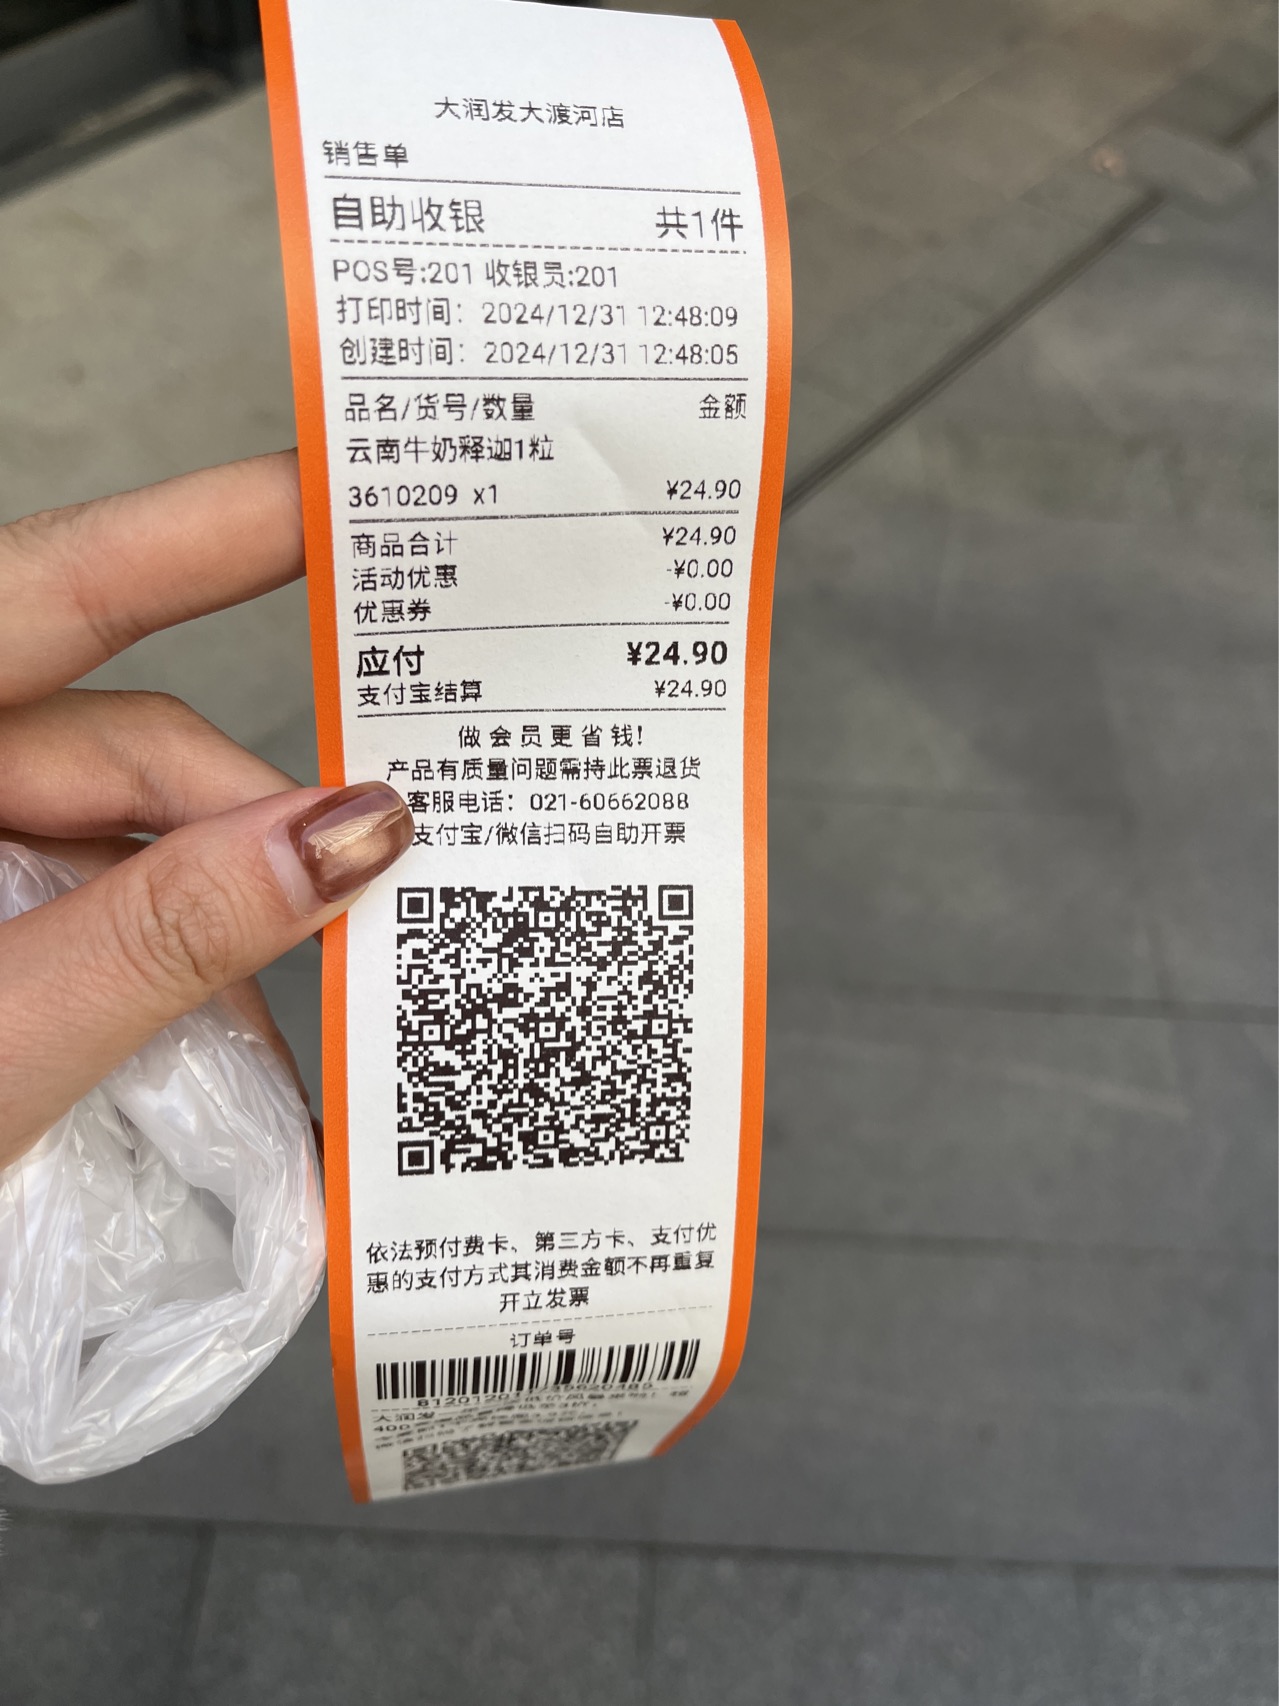 大润发大渡河店
销售单
自助收银 共1件
POS号:201 收银员:201
打印时间：2024/12/31 12:48:09
创建时间：2024/12/31 12:48:05
品名/货号/数量 金额
云南牛奶释迦1粒
3610209 x1 ¥24.90
商品合计 ¥24.90
活动优惠 -¥0.00
优惠券 -¥0.00
应付 ¥24.90
支付宝结算 ¥24.90
做会员更省钱!
产品有质量问题需持此票退货
客服电话：021-60662088
支付宝/微信扫码自助开票
依法预付费卡、第三方卡、支付优
惠的支付方式其消费金额不再重复
开立发票
订单号
大润发